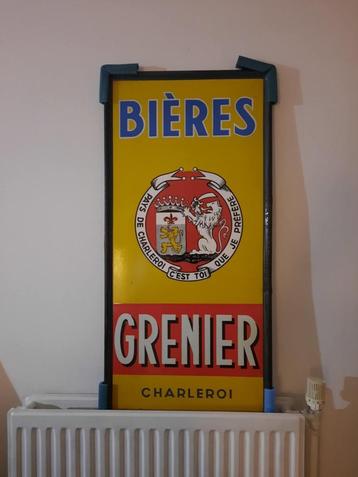 BIÈRES
PAYS DE CHARLEROI C'EST TOI QUE JE PRÉFÈRE
GRENIER
CHARLEROI